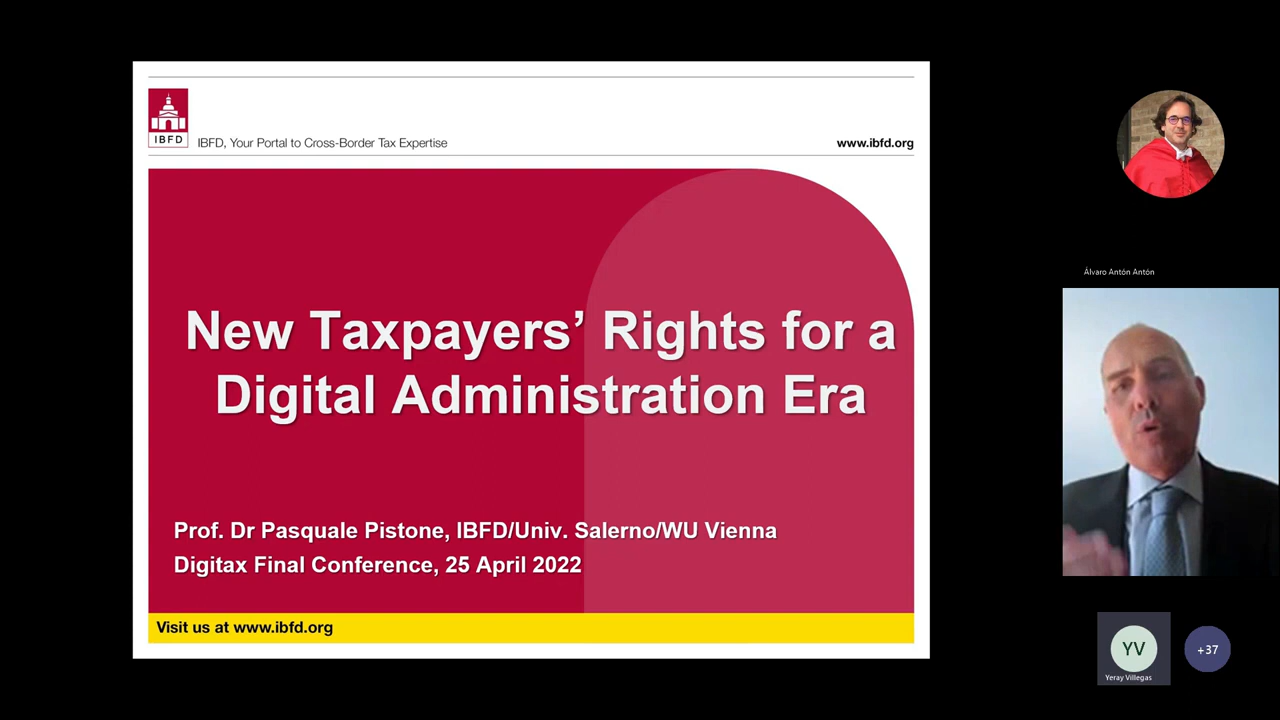 IBFD
IBFD, Your Portal to Cross-Border Tax Expertise
www.ibfd.org
New Taxpayers’ Rights for a
Digital Administration Era
Prof. Dr Pasquale Pistone, IBFD/Univ. Salerno/WU Vienna
Digitax Final Conference, 25 April 2022
Visit us at www.ibfd.org
Álvaro Antón Antón
YV
Yeray Villegas
+37